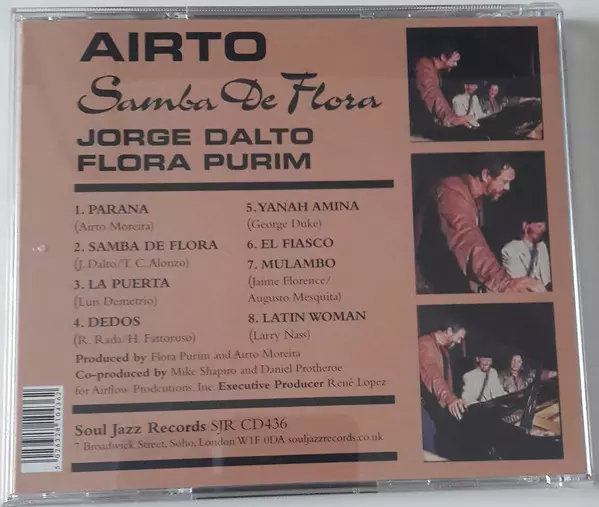 AIRTO
Samba De Flora
JORGE DALTO
FLORA PURIM
1. PARANA
(Airto Moreira)
2. SAMBA DE FLORA
(J. Dalto/T. C. Alonzo)
3. LA PUERTA
(Luis Demetrio)
4. DEDOS
(R. Rada/H. Fattoruso)
5. YANAH AMINA
(George Duke)
6. EL FIASCO
7. MULAMBO
(Jaime Florence/
Augusto Mesquita)
8. LATIN WOMAN
(Larry Nass)
Produced by Flora Purim and Airto Moreira
Co-produced by Mike Shapiro and Daniel Protheroe
for Airflow Prodcutions, Inc. Executive Producer René Lopez
Soul Jazz Records SJR CD436
7 Broadwick Street, Soho, London W1F 0DA souljazzrecords.co.uk